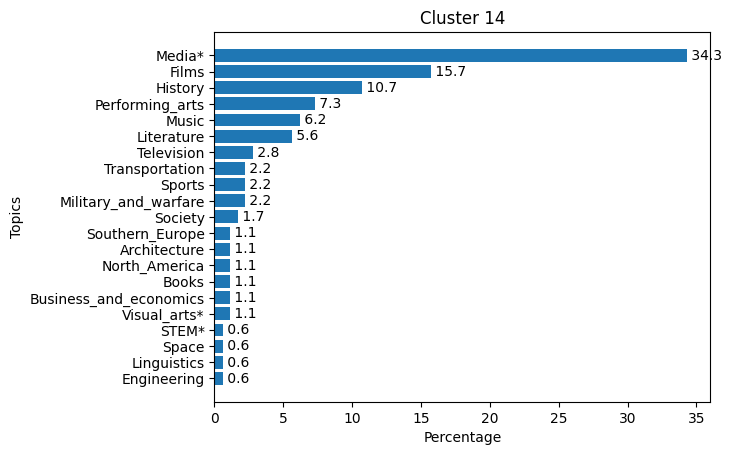 Cluster 14
Topics
Media* 34.3
Films 15.7
History 10.7
Performing_arts 7.3
Music 6.2
Literature 5.6
Television 2.8
Transportation 2.2
Sports 2.2
Military_and_warfare 2.2
Society 1.7
Southern_Europe 1.1
Architecture 1.1
North_America 1.1
Books 1.1
Business_and_economics 1.1
Visual_arts* 1.1
STEM* 0.6
Space 0.6
Linguistics 0.6
Engineering 0.6
0 5 10 15 20 25 30 35
Percentage